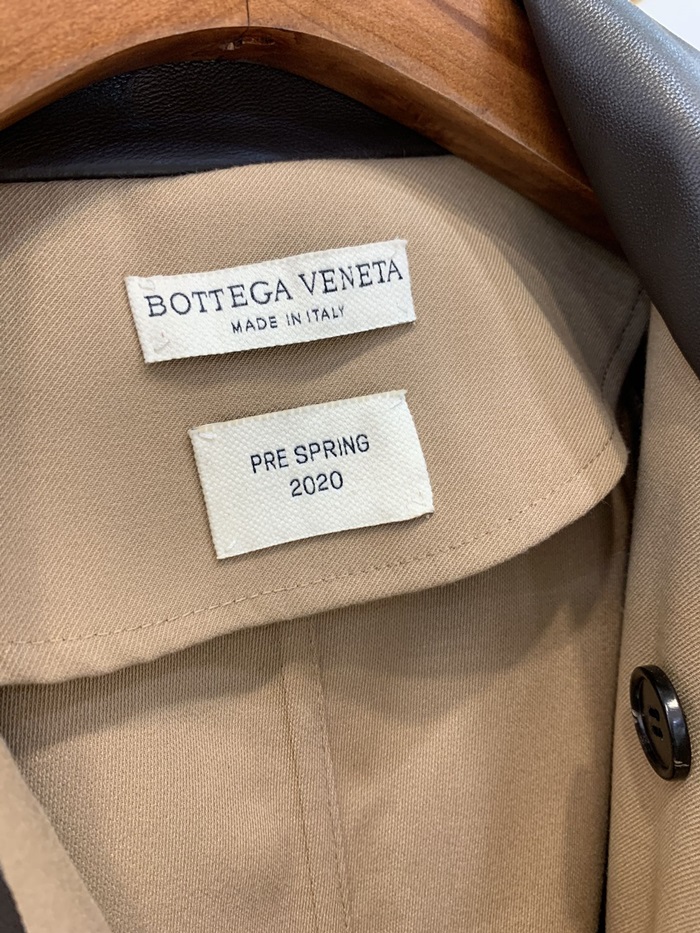 BOTTEGA VENETA
MADE IN ITALY
PRE SPRING
2020